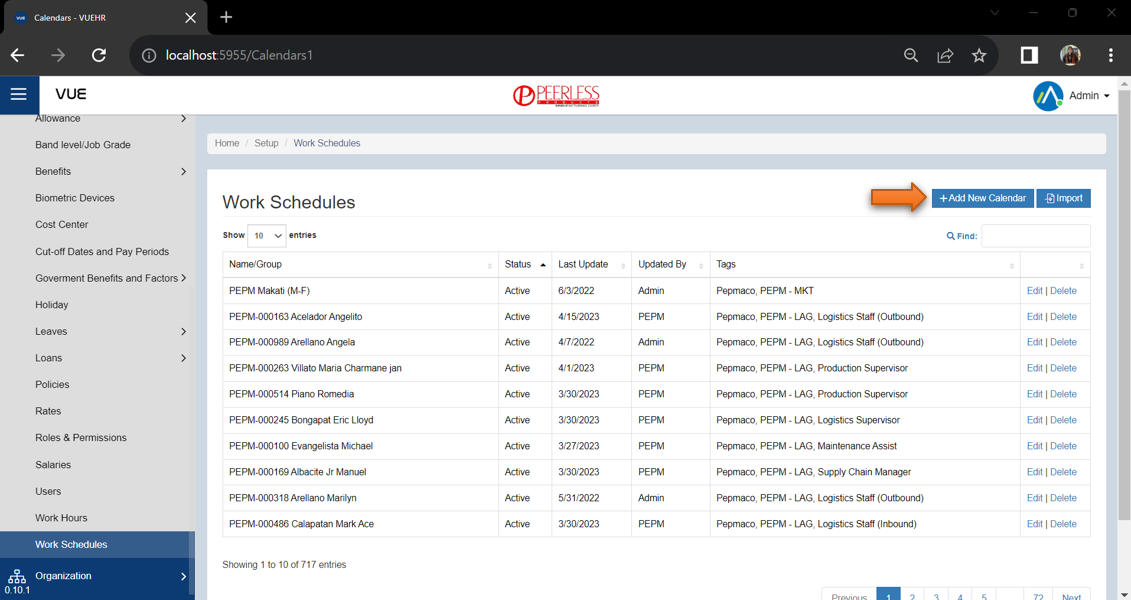 VUE Calendars - VUEHR
localhost:5955/Calendars1
VUE
PEERLESS
PRODUCTS
Admin
Allowance
Band level/Job Grade
Benefits
Biometric Devices
Cost Center
Cut-off Dates and Pay Periods
Goverment Benefits and Factors
Holiday
Leaves
Loans
Policies
Rates
Roles & Permissions
Salaries
Users
Work Hours
Work Schedules
Organization
0.10.1
Home / Setup / Work Schedules
Work Schedules
+Add New Calendar Import
Show 10 entries Find:
Name/Group Status Last Update Updated By Tags
PEPM Makati (M-F) Active 6/3/2022 Admin Pepmaco, PEPM - MKT Edit | Delete
PEPM-000163 Acelador Angelito Active 4/15/2023 PEPM Pepmaco, PEPM - LAG, Logistics Staff (Outbound) Edit | Delete
PEPM-000989 Arellano Angela Active 4/7/2022 Admin Pepmaco, PEPM - LAG, Logistics Staff (Outbound) Edit | Delete
PEPM-000263 Villato Maria Charmane jan Active 4/1/2023 PEPM Pepmaco, PEPM - LAG, Production Supervisor Edit | Delete
PEPM-000514 Piano Romedia Active 3/30/2023 PEPM Pepmaco, PEPM - LAG, Production Supervisor Edit | Delete
PEPM-000245 Bongapat Eric Lloyd Active 3/30/2023 PEPM Pepmaco, PEPM - LAG, Logistics Supervisor Edit | Delete
PEPM-000100 Evangelista Michael Active 3/27/2023 PEPM Pepmaco, PEPM - LAG, Maintenance Assist Edit | Delete
PEPM-000169 Albacite Jr Manuel Active 3/30/2023 PEPM Pepmaco, PEPM - LAG, Supply Chain Manager Edit | Delete
PEPM-000318 Arellano Marilyn Active 5/31/2022 Admin Pepmaco, PEPM - LAG, Logistics Staff (Outbound) Edit | Delete
PEPM-000486 Calapatan Mark Ace Active 3/30/2023 PEPM Pepmaco, PEPM - LAG, Logistics Staff (Inbound) Edit | Delete
Showing 1 to 10 of 717 entries
Previous 1 2 3 4 5 ... 72 Next